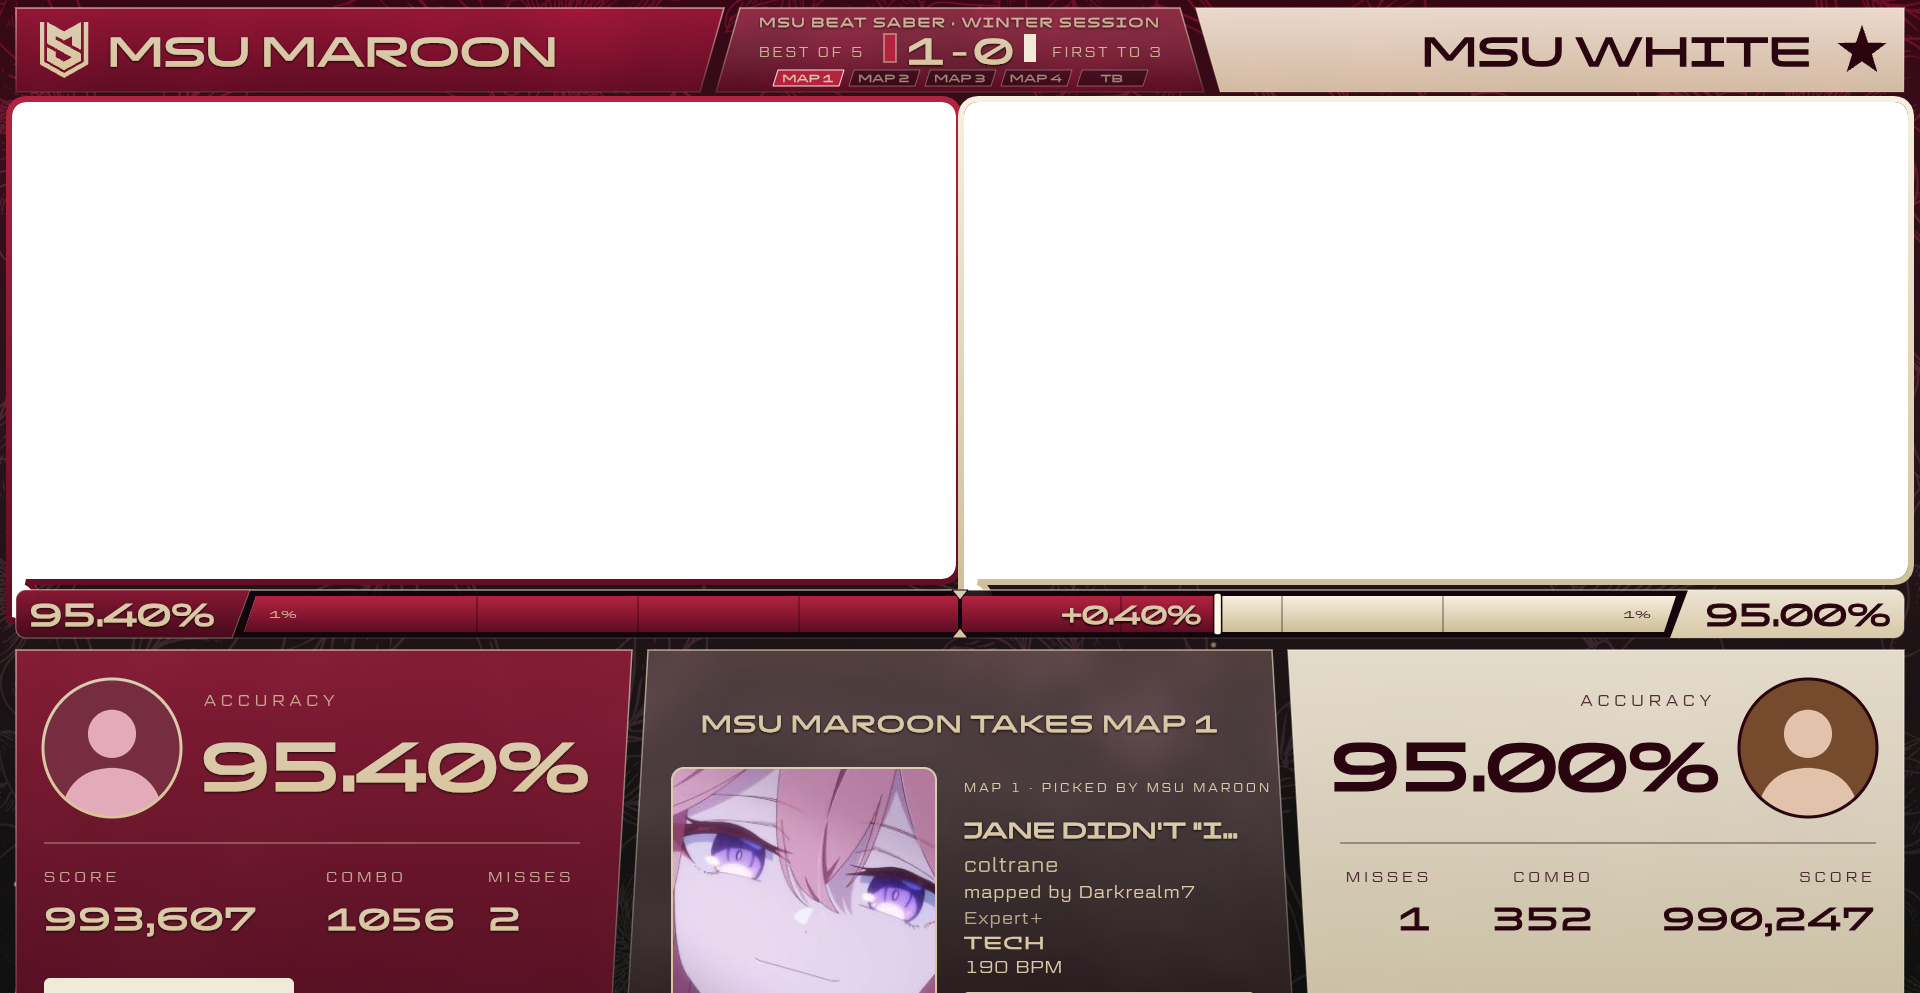 MSU MAROON
MSU BEAT SABER · WINTER SESSION
BEST OF 5
1-0
FIRST TO 3
MAP 1
MAP 2
MAP 3
MAP 4
TB
MSU WHITE
95.40%
1%
+0.40%
1%
95.00%
ACCURACY
95.40%
SCORE
COMBO
MISSES
993,607
1056
2
MSU MAROON TAKES MAP 1
MAP 1 · PICKED BY MSU MAROON
JANE DIDN'T "I...
coltrane
mapped by Darkrealm7
Expert+
TECH
190 BPM
ACCURACY
95.00%
MISSES
COMBO
SCORE
1
352
990,247